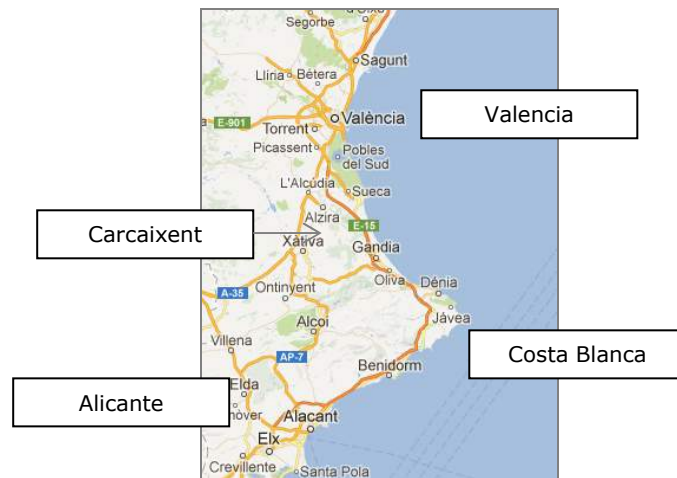 Segorbe
Sagunt
Llíria
Bétera
València
Valencia
E-901
Torrent
Picassent
Pobles
del Sud
L'Alcúdia
Sueca
Alzira
Carcaixent
E-15
Xàtiva
Gandia
Oliva
Dénia
A-35
Ontinyent
Xàbia
Alcoi
Villena
AP-7
Costa Blanca
Benidorm
Elda
Alicante
Alacant
Elx
Crevillente
Santa Pola